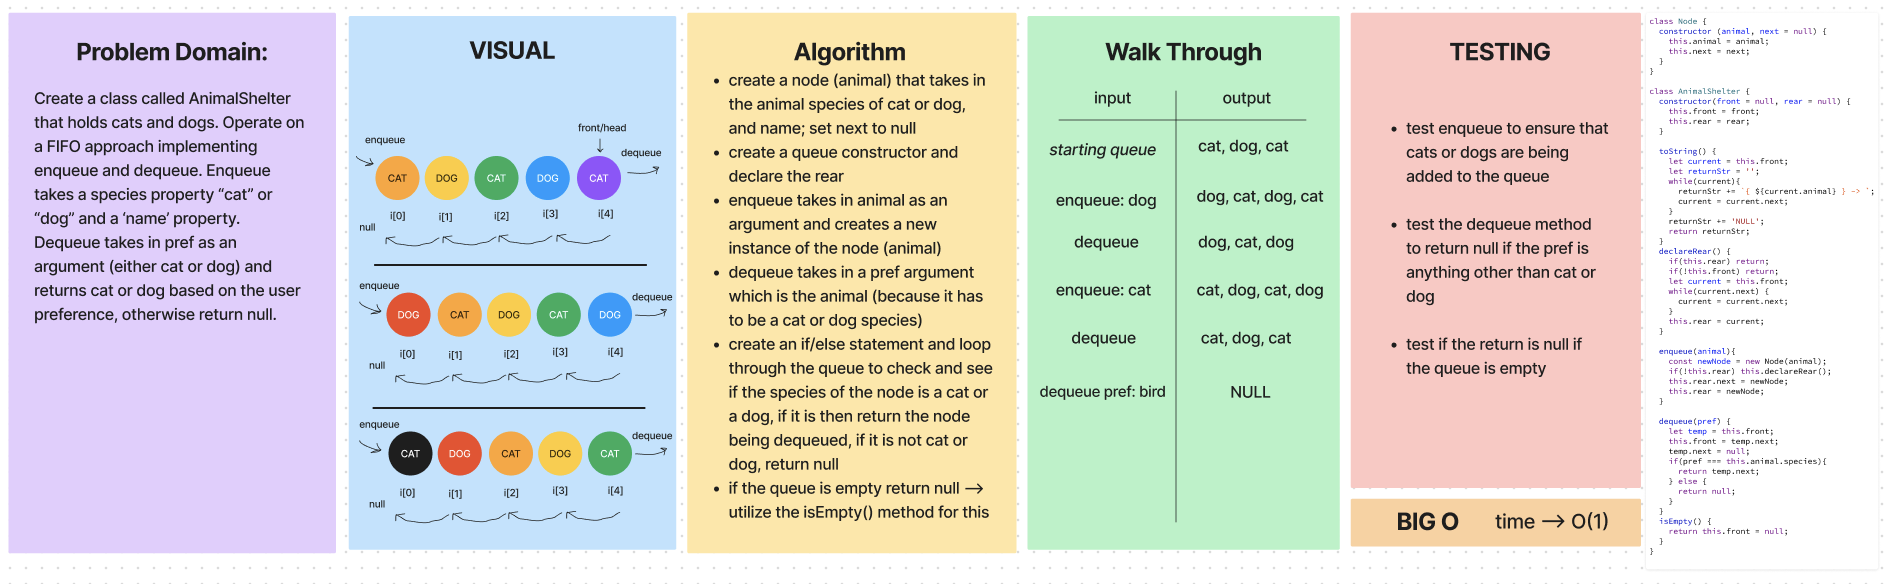 Problem Domain:
Create a class called AnimalShelter
that holds cats and dogs. Operate on
a FIFO approach implementing
enqueue and dequeue. Enqueue
takes a species property “cat” or
“dog” and a ‘name’ property.
Dequeue takes in pref as an
argument (either cat or dog) and
returns cat or dog based on the user
preference, otherwise return null.
VISUAL
front/head
enqueue
dequeue
CAT DOG CAT DOG CAT
i[0] i[1] i[2] i[3] i[4]
null
enqueue
dequeue
DOG CAT DOG CAT DOG
i[0] i[1] i[2] i[3] i[4]
null
enqueue
dequeue
CAT DOG CAT DOG CAT
i[0] i[1] i[2] i[3] i[4]
null
Algorithm
• create a node (animal) that takes in
the animal species of cat or dog,
and name; set next to null
• create a queue constructor and
declare the rear
• enqueue takes in animal as an
argument and creates a new
instance of the node (animal)
• dequeue takes in a pref argument
which is the animal (because it has
to be a cat or dog species)
• create an if/else statement and loop
through the queue to check and see
if the species of the node is a cat or
a dog, if it is then return the node
being dequeued, if it is not cat or
dog, return null
• if the queue is empty return null -->
utilize the isEmpty() method for this
Walk Through
input output
starting queue cat, dog, cat
enqueue: dog dog, cat, dog, cat
dequeue dog, cat, dog
enqueue: cat cat, dog, cat, dog
dequeue cat, dog, cat
dequeue pref: bird NULL
TESTING
• test enqueue to ensure that
cats or dogs are being
added to the queue
• test the dequeue method
to return null if the pref is
anything other than cat or
dog
• test if the return is null if
the queue is empty
BIG O time --> O(1)
class Node {
constructor (animal, next = null) {
this.animal = animal;
this.next = next;
}
}
class AnimalShelter {
constructor(front = null, rear = null) {
this.front = front;
this.rear = rear;
}
toString() {
let current = this.front;
let returnStr = '';
while(current){
returnStr += `{ ${current.animal} } -> `;
current = current.next;
}
returnStr += 'NULL';
return returnStr;
}
declareRear() {
if(this.rear) return;
if(!this.front) return;
let current = this.front;
while(current.next) {
current = current.next;
}
this.rear = current;
}
enqueue(animal){
const newNode = new Node(animal);
if(!this.rear) this.declareRear();
this.rear.next = newNode;
this.rear = newNode;
}
dequeue(pref) {
let temp = this.front;
this.front = temp.next;
temp.next = null;
if(pref === this.animal.species){
return temp.next;
} else {
return null;
}
}
isEmpty() {
return this.front = null;
}
}